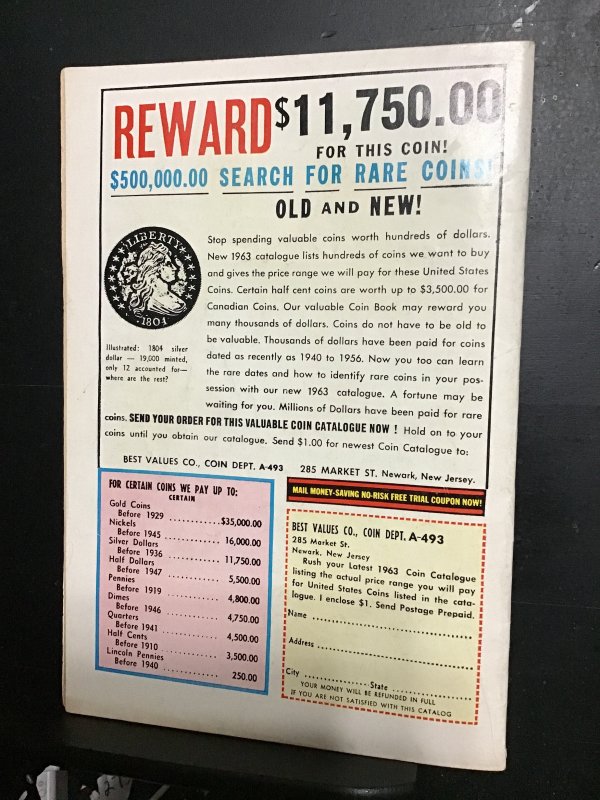 REWARD $11,750.00
FOR THIS COIN!
$500,000.00 SEARCH FOR RARE COINS!
OLD AND NEW!
LIBERTY
1804
Illustrated: 1804 silver
dollar — 19,000 minted,
only 12 accounted for—
where are the rest?
Stop spending valuable coins worth hundreds of dollars.
New 1963 catalogue lists hundreds of coins we want to buy
and gives the price range we will pay for these United States
Coins. Certain half cent coins are worth up to $3,500.00 for
Canadian Coins. Our valuable Coin Book may reward you
many thousands of dollars. Coins do not have to be old to
be valuable. Thousands of dollars have been paid for coins
dated as recently as 1940 to 1956. Now you too can learn
the rare dates and how to identify rare coins in your pos-
session with our new 1963 catalogue. A fortune may be
waiting for you. Millions of Dollars have been paid for rare
coins. SEND YOUR ORDER FOR THIS VALUABLE COIN CATALOGUE NOW ! Hold on to your
coins until you obtain our catalogue. Send $1.00 for newest Coin Catalogue to:
BEST VALUES CO., COIN DEPT. A-493 285 MARKET ST. Newark, New Jersey.
FOR CERTAIN COINS WE PAY UP TO:
CERTAIN
Gold Coins
Before 1929 ............$35,000.00
Nickels
Before 1945 ............ 16,000.00
Silver Dollars
Before 1936 ............ 11,750.00
Half Dollars
Before 1947 ............ 5,500.00
Pennies
Before 1919 ............ 4,800.00
Dimes
Before 1946 ............ 4,750.00
Quarters
Before 1941 ............ 4,500.00
Half Cents
Before 1910 ............ 3,500.00
Lincoln Pennies
Before 1940 ............ 250.00
MAIL MONEY-SAVING NO-RISK FREE TRIAL COUPON NOW!
BEST VALUES CO., COIN DEPT. A-493
285 Market St.
Newark, New Jersey
Rush your Latest 1963 Coin Catalogue
listing the actual price range you will pay
for United States Coins listed in the cata-
logue. I enclose $1. Send Postage Prepaid.
Name ........................................
Address ........................................
City .................... State ....................
YOUR MONEY WILL BE REFUNDED IN FULL
IF YOU ARE NOT SATISFIED WITH THIS CATALOG